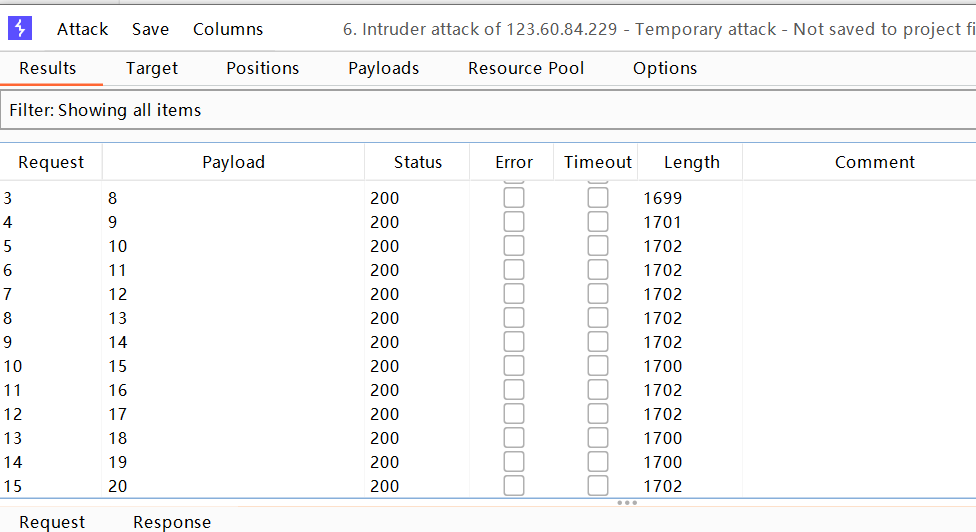 Attack Save Columns 6. Intruder attack of 123.60.84.229 - Temporary attack - Not saved to project fi
Results Target Positions Payloads Resource Pool Options
Filter: Showing all items
Request Payload Status Error Timeout Length Comment
3 8 200 1699
4 9 200 1701
5 10 200 1702
6 11 200 1702
7 12 200 1702
8 13 200 1702
9 14 200 1702
10 15 200 1700
11 16 200 1702
12 17 200 1702
13 18 200 1700
14 19 200 1700
15 20 200 1702
Request Response